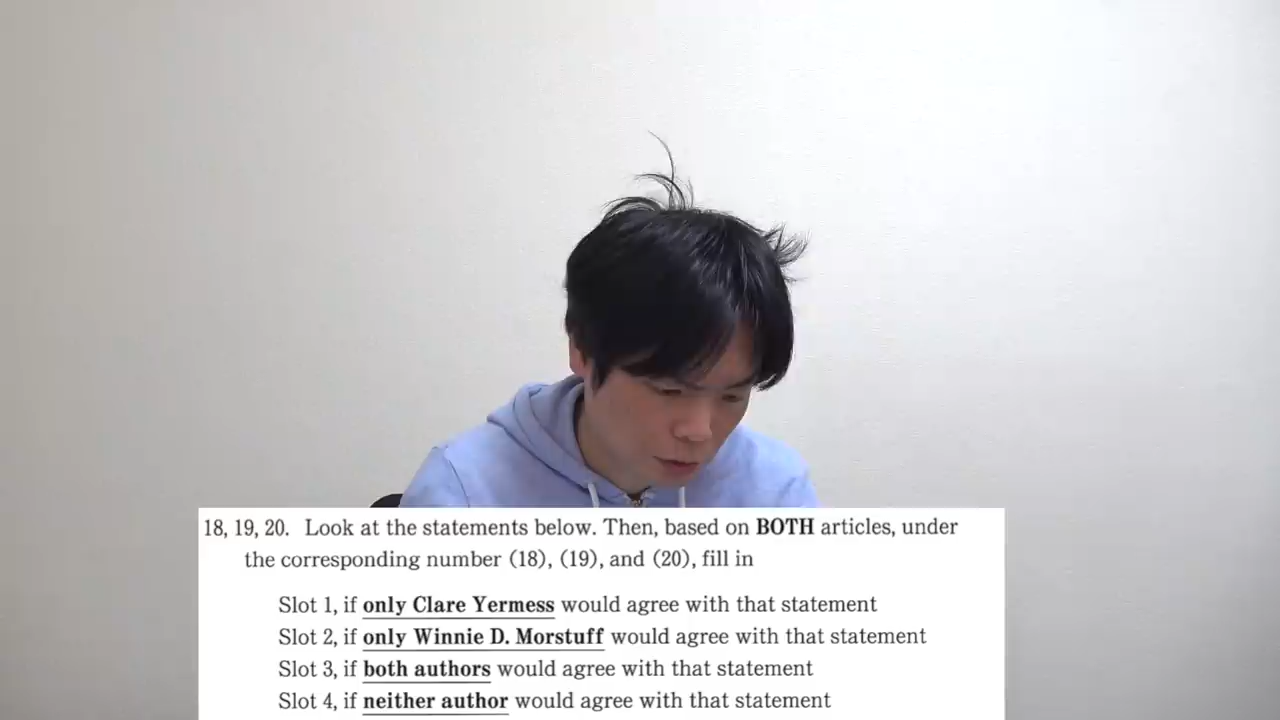 18, 19, 20. Look at the statements below. Then, based on BOTH articles, under
the corresponding number (18), (19), and (20), fill in
Slot 1, if only Clare Yermess would agree with that statement
Slot 2, if only Winnie D. Morstuff would agree with that statement
Slot 3, if both authors would agree with that statement
Slot 4, if neither author would agree with that statement